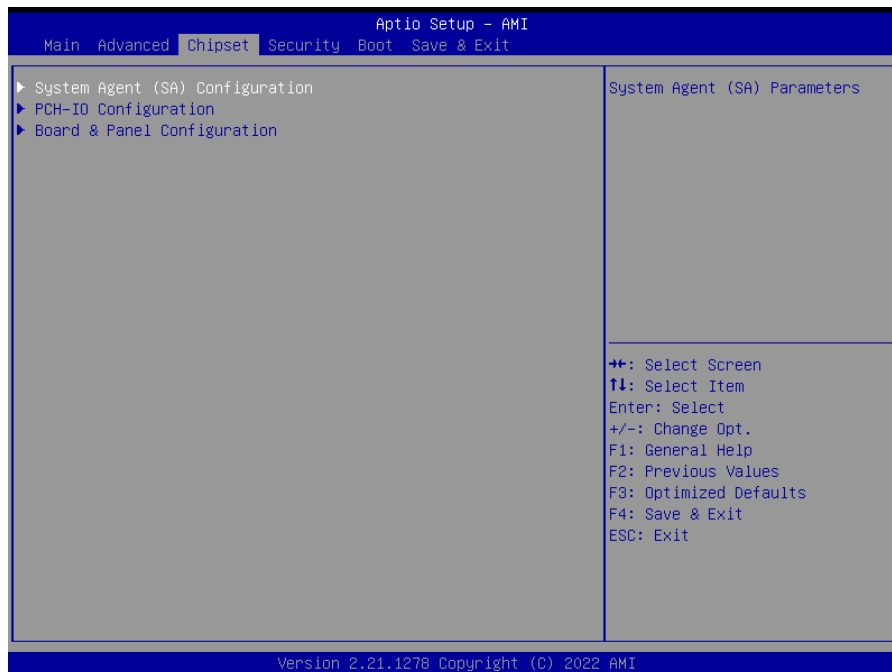 Aptio Setup – AMI
Main Advanced Chipset Security Boot Save & Exit
▶ System Agent (SA) Configuration
▶ PCH-IO Configuration
▶ Board & Panel Configuration
System Agent (SA) Parameters
→←: Select Screen
↑↓: Select Item
Enter: Select
+/-: Change Opt.
F1: General Help
F2: Previous Values
F3: Optimized Defaults
F4: Save & Exit
ESC: Exit
Version 2.21.1278 Copyright (C) 2022 AMI